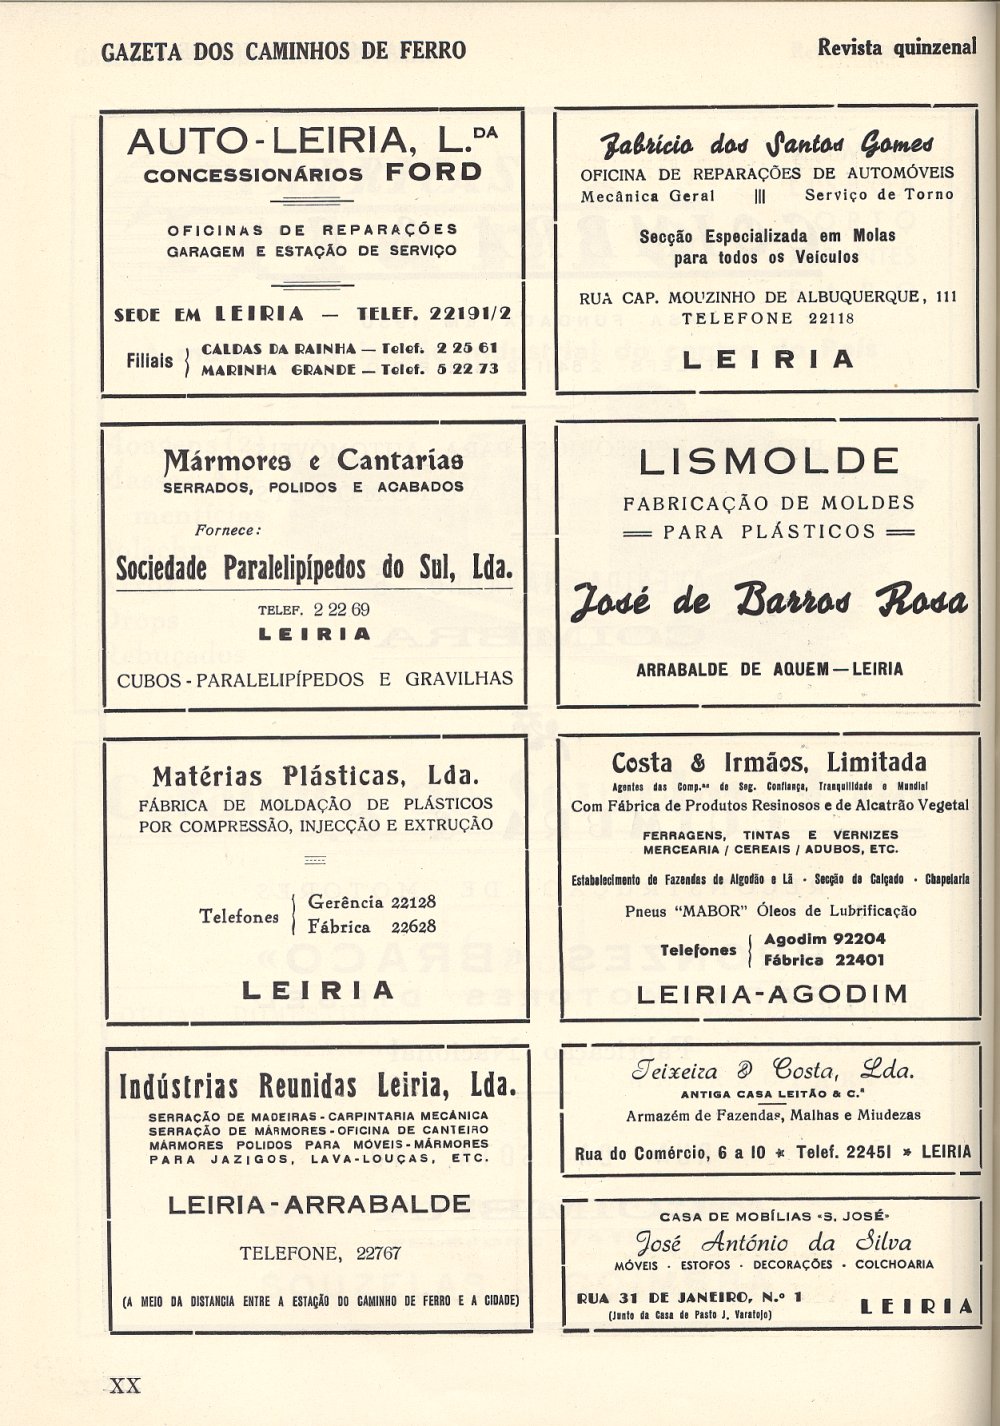 GAZETA DOS CAMINHOS DE FERRO
Revista quinzenal
AUTO-LEIRIA, L.DA
CONCESSIONÁRIOS FORD
OFICINAS DE REPARAÇÕES
GARAGEM E ESTAÇÃO DE SERVIÇO
SEDE EM LEIRIA — TELEF. 22191/2
Filiais { CALDAS DA RAINHA — Telef. 2 25 61
MARINHA GRANDE — Telef. 5 22 73
Fabrício dos Santos Gomes
OFICINA DE REPARAÇÕES DE AUTOMÓVEIS
Mecânica Geral ||| Serviço de Torno
Secção Especializada em Molas
para todos os Veículos
RUA CAP. MOUZINHO DE ALBUQUERQUE, 111
TELEFONE 22118
LEIRIA
Mármores e Cantarias
SERRADOS, POLIDOS E ACABADOS
Fornece:
Sociedade Paralelipípedos do Sul, Lda.
TELEF. 2 22 69
LEIRIA
CUBOS - PARALELIPÍPEDOS E GRAVILHAS
LISMOLDE
FABRICAÇÃO DE MOLDES
PARA PLÁSTICOS
José de Barros Rosa
ARRABALDE DE AQUEM — LEIRIA
Matérias Plásticas, Lda.
FÁBRICA DE MOLDAÇÃO DE PLÁSTICOS
POR COMPRESSÃO, INJECÇÃO E EXTRUÇÃO
Telefones { Gerência 22128
Fábrica 22628
LEIRIA
Costa & Irmãos, Limitada
Agentes das Comp.as de Seg. Confiança, Tranquilidade e Mundial
Com Fábrica de Produtos Resinosos e de Alcatrão Vegetal
FERRAGENS, TINTAS E VERNIZES
MERCEARIA / CEREAIS / ADUBOS, ETC.
Estabelecimento de Fazendas de Algodão e Lã - Secção de Calçado - Chapelaria
Pneus "MABOR" Óleos de Lubrificação
Telefones { Agodim 92204
Fábrica 22401
LEIRIA-AGODIM
Indústrias Reunidas Leiria, Lda.
SERRAÇÃO DE MADEIRAS - CARPINTARIA MECÂNICA
SERRAÇÃO DE MÁRMORES - OFICINA DE CANTEIRO
MÁRMORES POLIDOS PARA MÓVEIS - MÁRMORES
PARA JAZIGOS, LAVA-LOUÇAS, ETC.
LEIRIA-ARRABALDE
TELEFONE, 22767
(A MEIO DA DISTANCIA ENTRE A ESTAÇÃO DO CAMINHO DE FERRO E A CIDADE)
Teixeira & Costa, Lda.
ANTIGA CASA LEITÃO & C.ª
Armazém de Fazendas, Malhas e Miudezas
Rua do Comércio, 6 a 10 * Telef. 22451 * LEIRIA
CASA DE MOBÍLIAS «S. JOSÉ»
José António da Silva
MÓVEIS - ESTOFOS - DECORAÇÕES - COLCHOARIA
RUA 31 DE JANEIRO, N.º 1
(Junto da Casa de Pasto J. Varatojo)
LEIRIA
XX